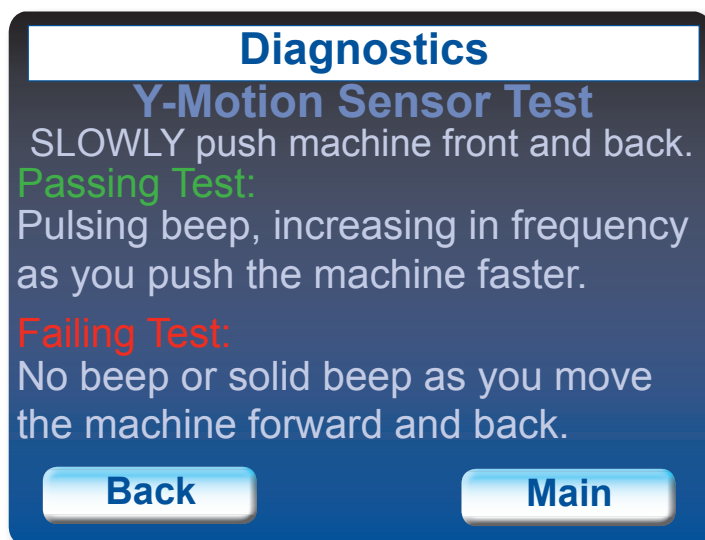 Diagnostics
Y-Motion Sensor Test
SLOWLY push machine front and back.
Passing Test:
Pulsing beep, increasing in frequency
as you push the machine faster.
Failing Test:
No beep or solid beep as you move
the machine forward and back.
Back
Main